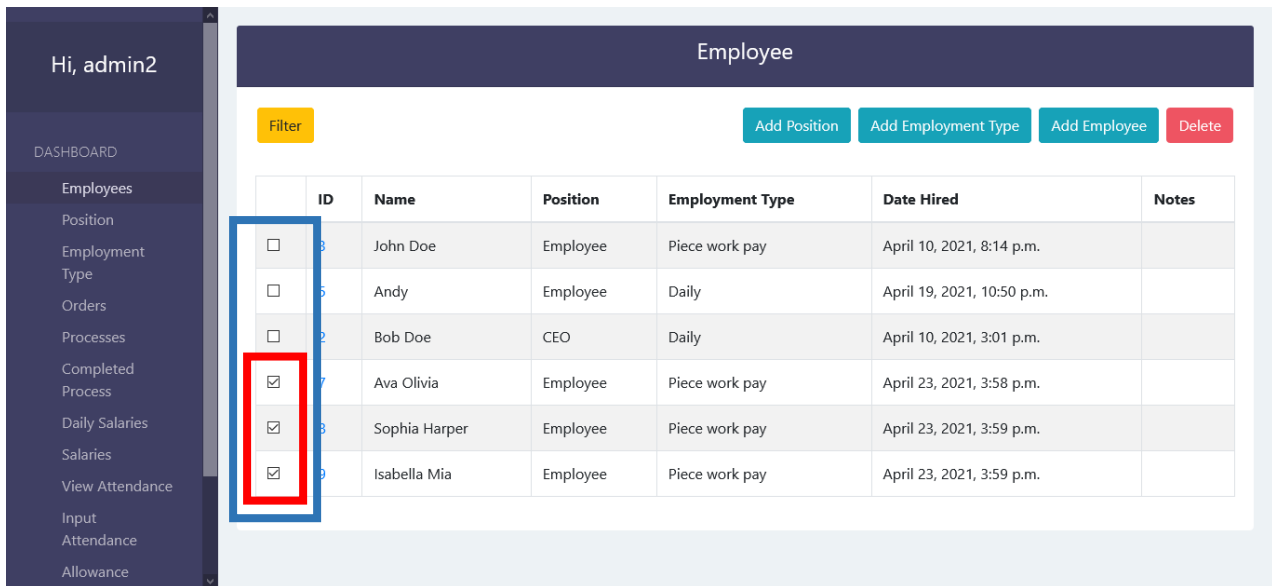 Hi, admin2
DASHBOARD
Employees
Position
Employment
Type
Orders
Processes
Completed
Process
Daily Salaries
Salaries
View Attendance
Input
Attendance
Allowance
Employee
Filter Add Position Add Employment Type Add Employee Delete
ID Name Position Employment Type Date Hired Notes
John Doe Employee Piece work pay April 10, 2021, 8:14 p.m.
Andy Employee Daily April 19, 2021, 10:50 p.m.
Bob Doe CEO Daily April 10, 2021, 3:01 p.m.
Ava Olivia Employee Piece work pay April 23, 2021, 3:58 p.m.
Sophia Harper Employee Piece work pay April 23, 2021, 3:59 p.m.
Isabella Mia Employee Piece work pay April 23, 2021, 3:59 p.m.